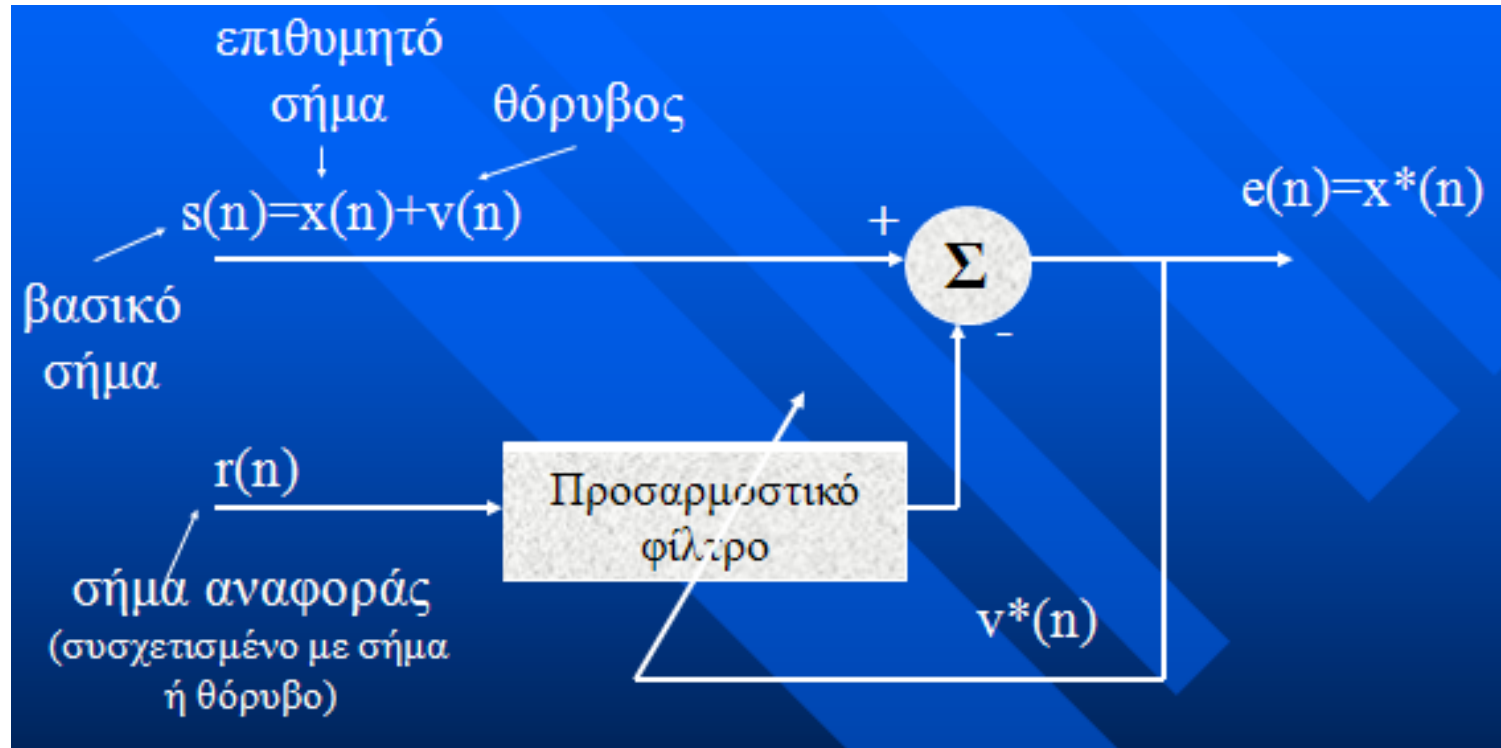 επιθυμητό
σήμα
θόρυβος
s(n)=x(n)+v(n)
+
Σ
-
e(n)=x*(n)
βασικό
σήμα
r(n)
Προσαρμοστικό
φίλτρο
v*(n)
σήμα αναφοράς
(συσχετισμένο με σήμα
ή θόρυβο)